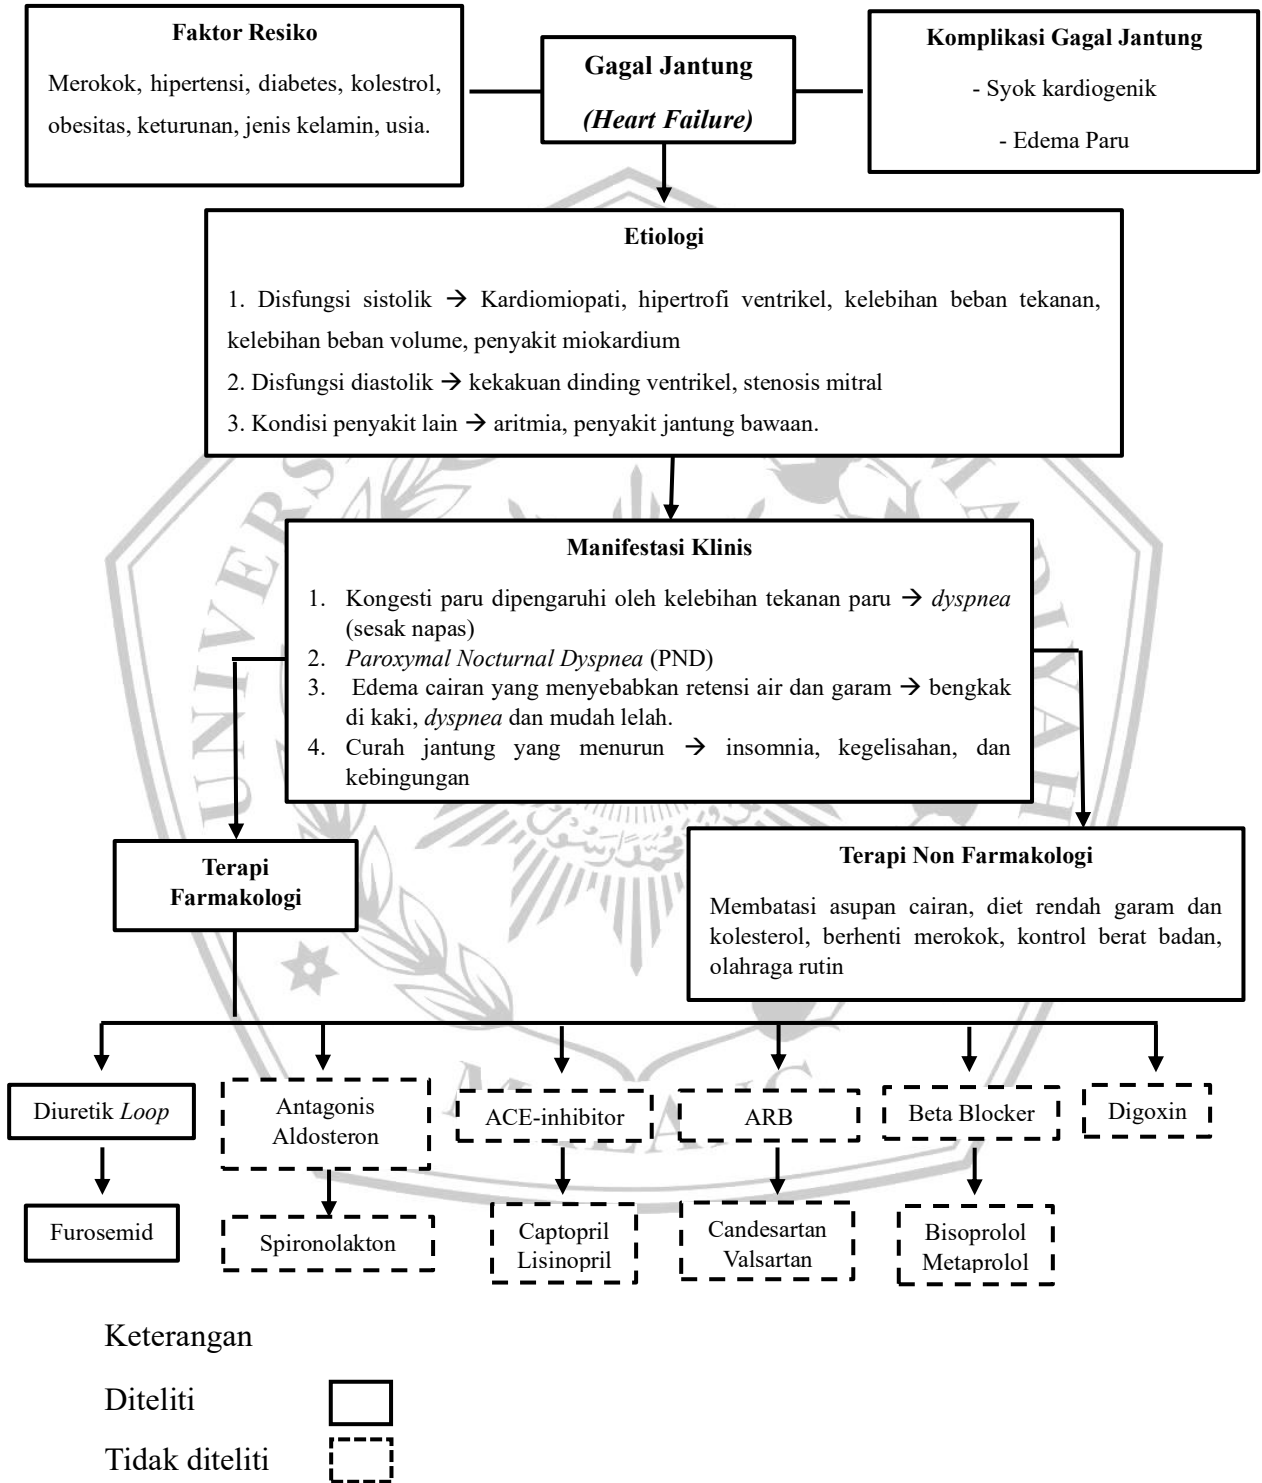 Faktor Resiko
Merokok, hipertensi, diabetes, kolestrol,
obesitas, keturunan, jenis kelamin, usia.
Gagal Jantung
(Heart Failure)
Komplikasi Gagal Jantung
- Syok kardiogenik
- Edema Paru
Etiologi
1. Disfungsi sistolik → Kardiomiopati, hipertrofi ventrikel, kelebihan beban tekanan,
kelebihan beban volume, penyakit miokardium
2. Disfungsi diastolik → kekakuan dinding ventrikel, stenosis mitral
3. Kondisi penyakit lain → aritmia, penyakit jantung bawaan.
Manifestasi Klinis
1. Kongesti paru dipengaruhi oleh kelebihan tekanan paru → dyspnea
(sesak napas)
2. Paroxymal Nocturnal Dyspnea (PND)
3. Edema cairan yang menyebabkan retensi air dan garam → bengkak
di kaki, dyspnea dan mudah lelah.
4. Curah jantung yang menurun → insomnia, kegelisahan, dan
kebingungan
Terapi
Farmakologi
Terapi Non Farmakologi
Membatasi asupan cairan, diet rendah garam dan
kolesterol, berhenti merokok, kontrol berat badan,
olahraga rutin
Diuretik Loop
Antagonis
Aldosteron
ACE-inhibitor
ARB
Beta Blocker
Digoxin
Furosemid
Spironolakton
Captopril
Lisinopril
Candesartan
Valsartan
Bisoprolol
Metaprolol
Keterangan
Diteliti
Tidak diteliti